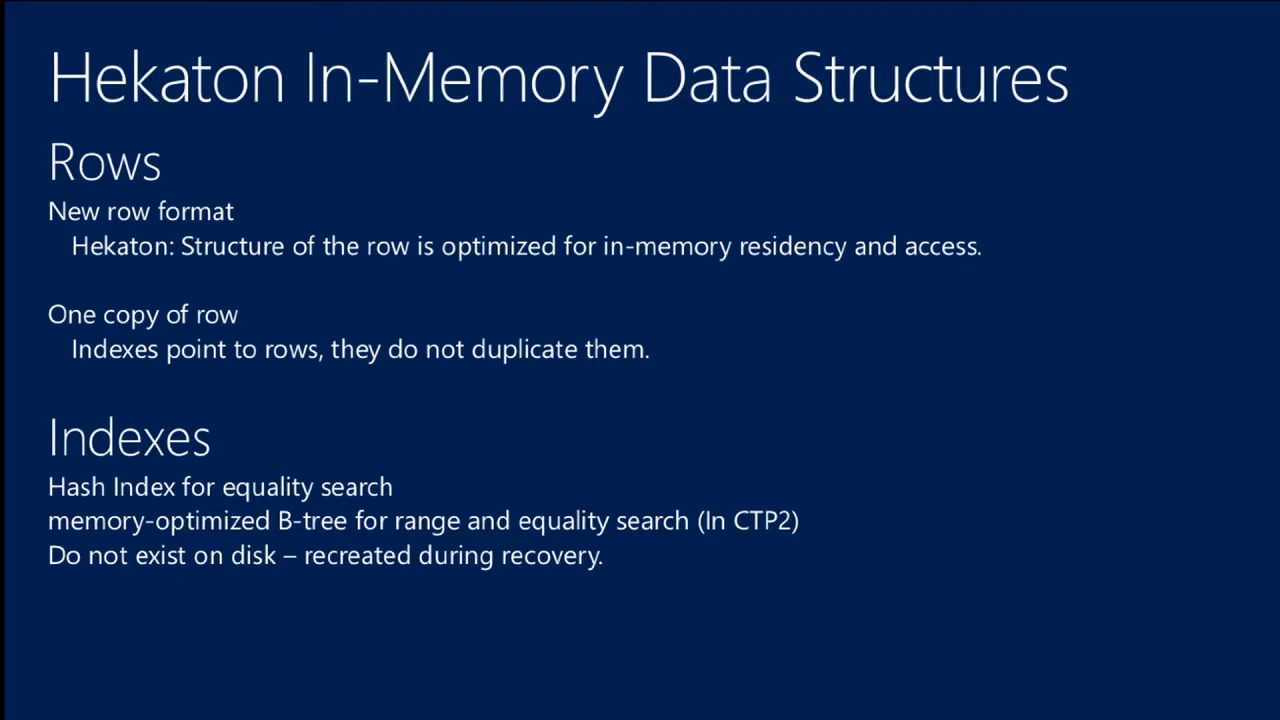 Hekaton In-Memory Data Structures
Rows
New row format
Hekaton: Structure of the row is optimized for in-memory residency and access.
One copy of row
Indexes point to rows, they do not duplicate them.
Indexes
Hash Index for equality search
memory-optimized B-tree for range and equality search (In CTP2)
Do not exist on disk – recreated during recovery.